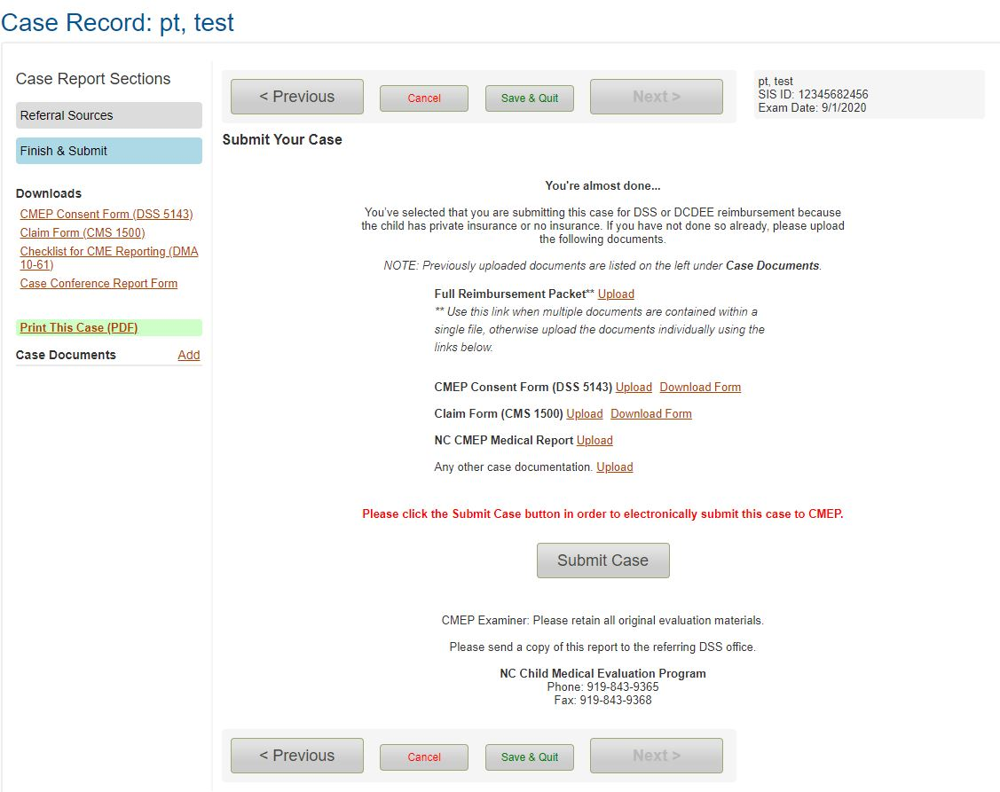 Case Record: pt, test
Case Report Sections
Referral Sources
Finish & Submit
Downloads
CMEP Consent Form (DSS 5143)
Claim Form (CMS 1500)
Checklist for CME Reporting (DMA
10-61)
Case Conference Report Form
Print This Case (PDF)
Case Documents Add
< Previous Cancel Save & Quit Next >
pt, test
SIS ID: 12345682456
Exam Date: 9/1/2020
Submit Your Case
You're almost done...
You've selected that you are submitting this case for DSS or DCDEE reimbursement because
the child has private insurance or no insurance. If you have not done so already, please upload
the following documents.
NOTE: Previously uploaded documents are listed on the left under Case Documents.
Full Reimbursement Packet** Upload
** Use this link when multiple documents are contained within a
single file, otherwise upload the documents individually using the
links below.
CMEP Consent Form (DSS 5143) Upload Download Form
Claim Form (CMS 1500) Upload Download Form
NC CMEP Medical Report Upload
Any other case documentation. Upload
Please click the Submit Case button in order to electronically submit this case to CMEP.
Submit Case
CMEP Examiner: Please retain all original evaluation materials.
Please send a copy of this report to the referring DSS office.
NC Child Medical Evaluation Program
Phone: 919-843-9365
Fax: 919-843-9368
< Previous Cancel Save & Quit Next >